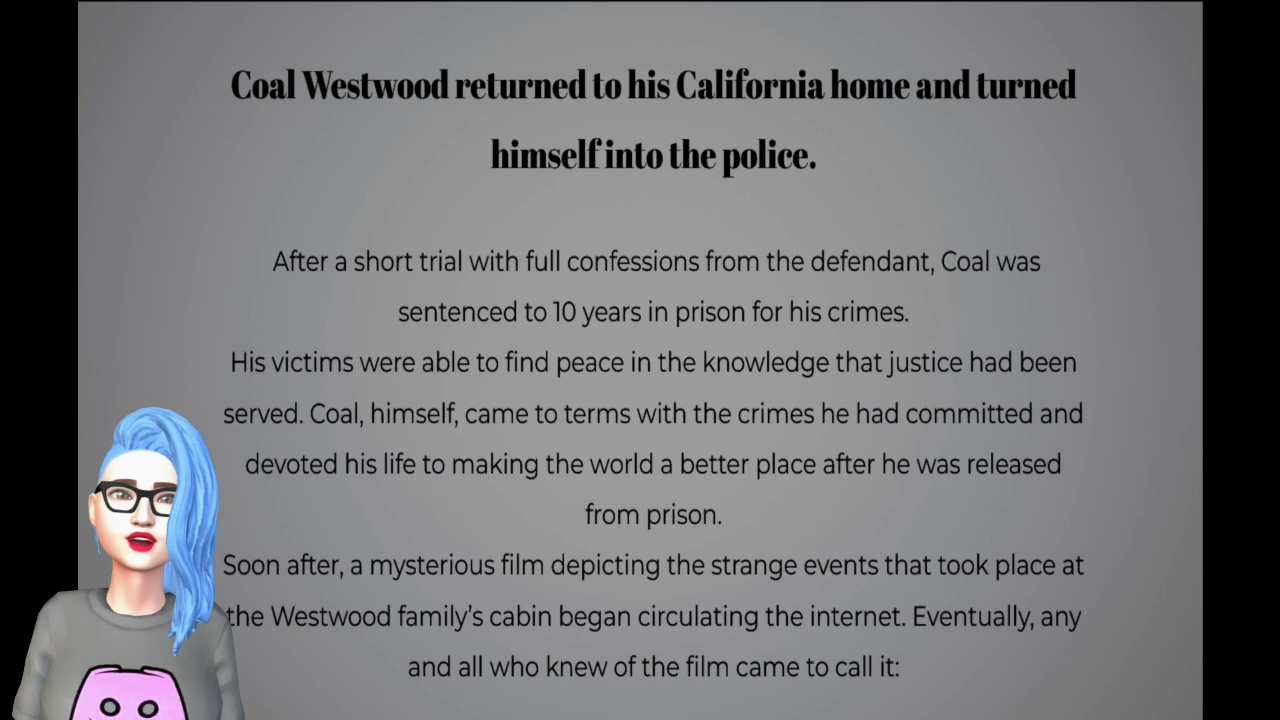 Coal Westwood returned to his California home and turned
himself into the police.
After a short trial with full confessions from the defendant, Coal was
sentenced to 10 years in prison for his crimes.
His victims were able to find peace in the knowledge that justice had been
served. Coal, himself, came to terms with the crimes he had committed and
devoted his life to making the world a better place after he was released
from prison.
Soon after, a mysterious film depicting the strange events that took place at
the Westwood family's cabin began circulating the internet. Eventually, any
and all who knew of the film came to call it: